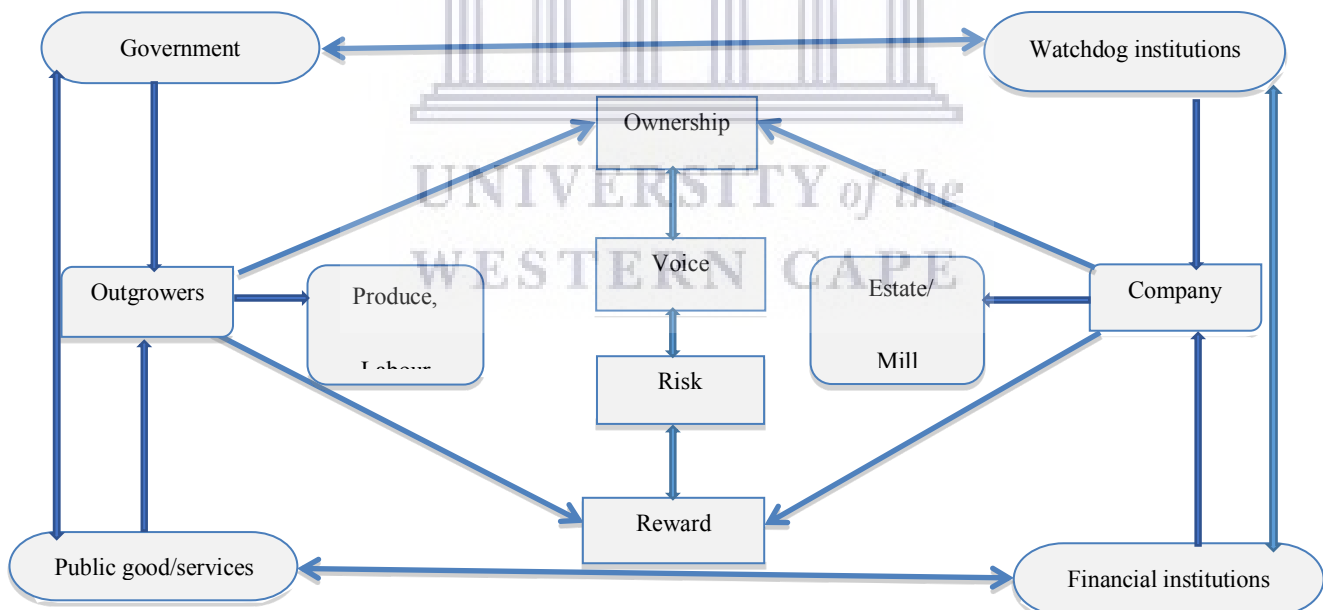 Government
Watchdog institutions
Ownership
UNIVERSITY of the
WESTERN CAPE
Voice
Outgrowers
Produce,
Labour
Estate/
Mill
Company
Risk
Reward
Public good/services
Financial institutions